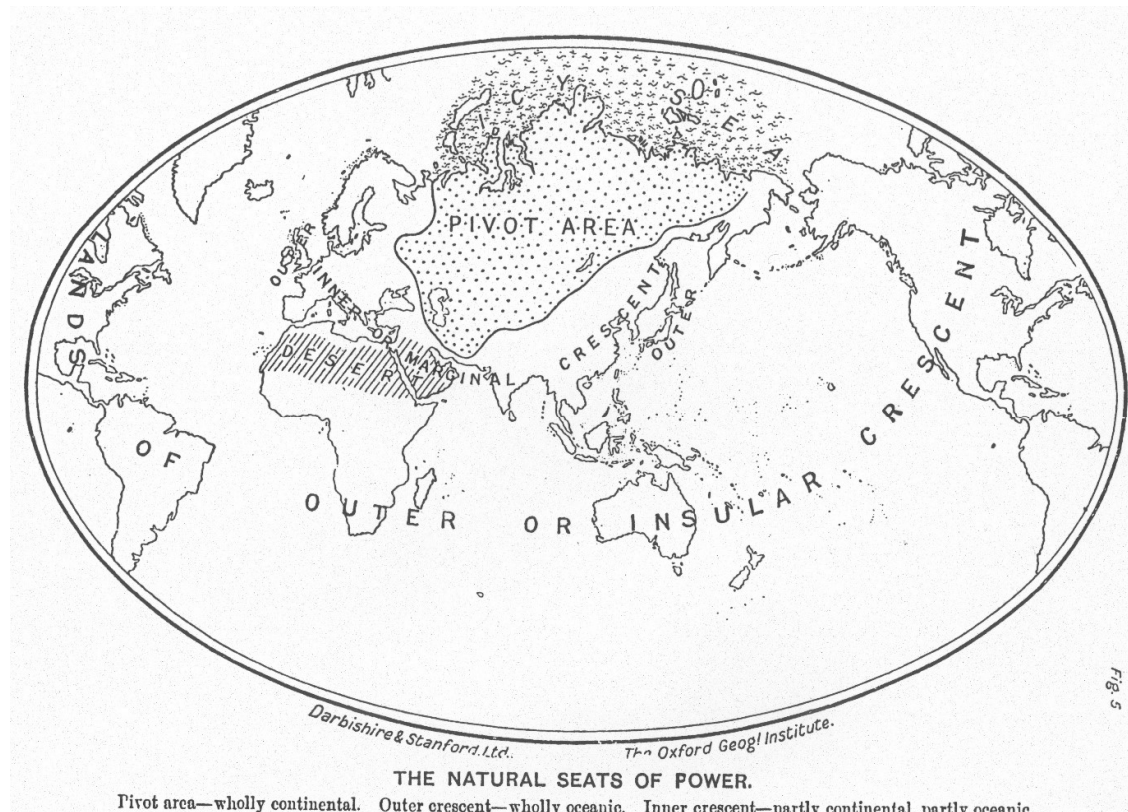 ICY SEA
PIVOT AREA
OUTER
INNER OR MARGINAL CRESCENT
OUTER
DESERT
LANDS OF OUTER OR INSULAR CRESCENT
Fig. 5
Darbishire & Stanford, Ltd.
The Oxford Geog! Institute.
THE NATURAL SEATS OF POWER.
Pivot area—wholly continental. Outer crescent—wholly oceanic. Inner crescent—partly continental, partly oceanic.